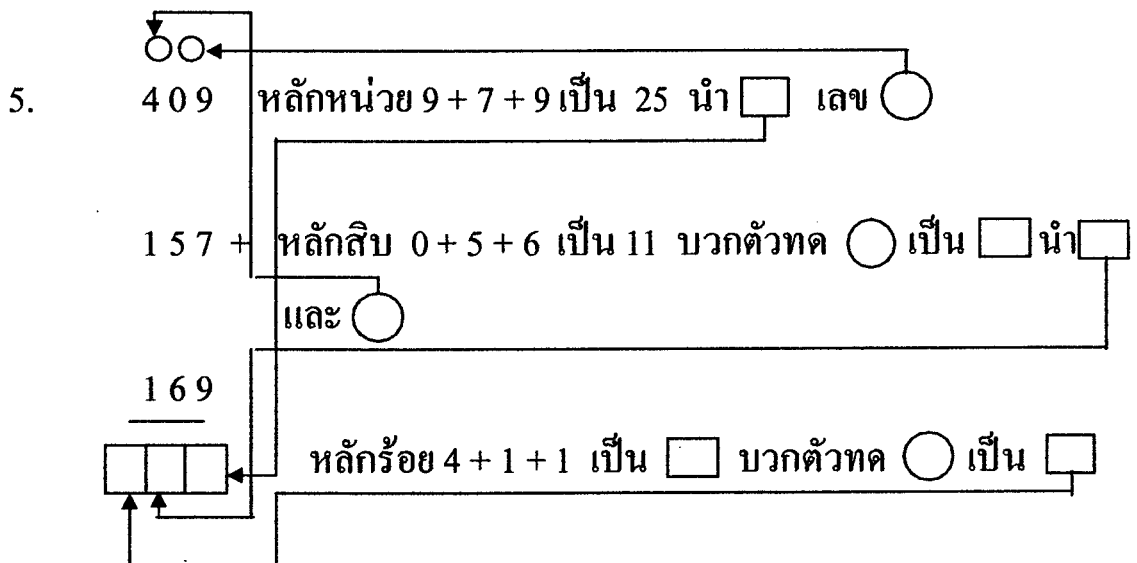 5. 409 หลักหน่วย 9 + 7 + 9 เป็น 25 นำ เลข
157 + หลักสิบ 0 + 5 + 6 เป็น 11 บวกตัวทด เป็น นำ
และ
169
หลักร้อย 4 + 1 + 1 เป็น บวกตัวทด เป็น